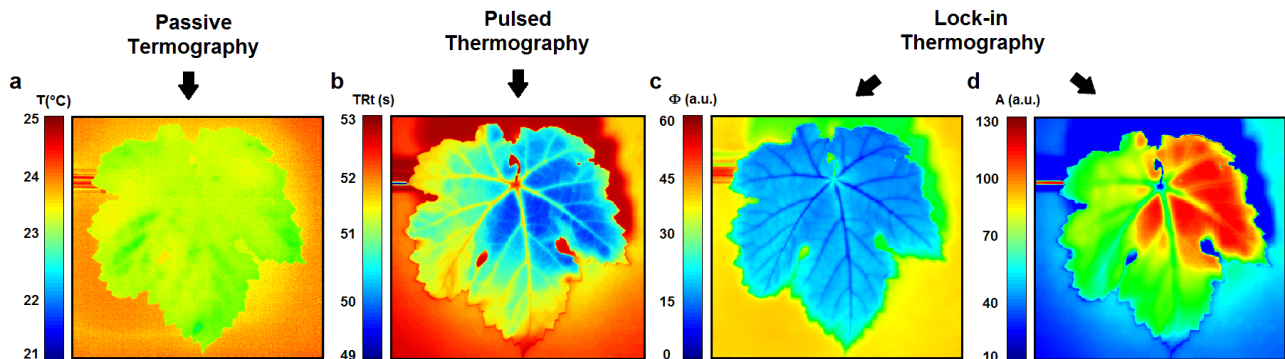 Passive
Termography
Pulsed
Thermography
Lock-in
Thermography
a
b
c
d
T(°C)
TRt (s)
Φ (a.u.)
A (a.u.)
25
24
23
22
21
53
52
51
50
49
60
45
30
15
0
130
100
70
40
10